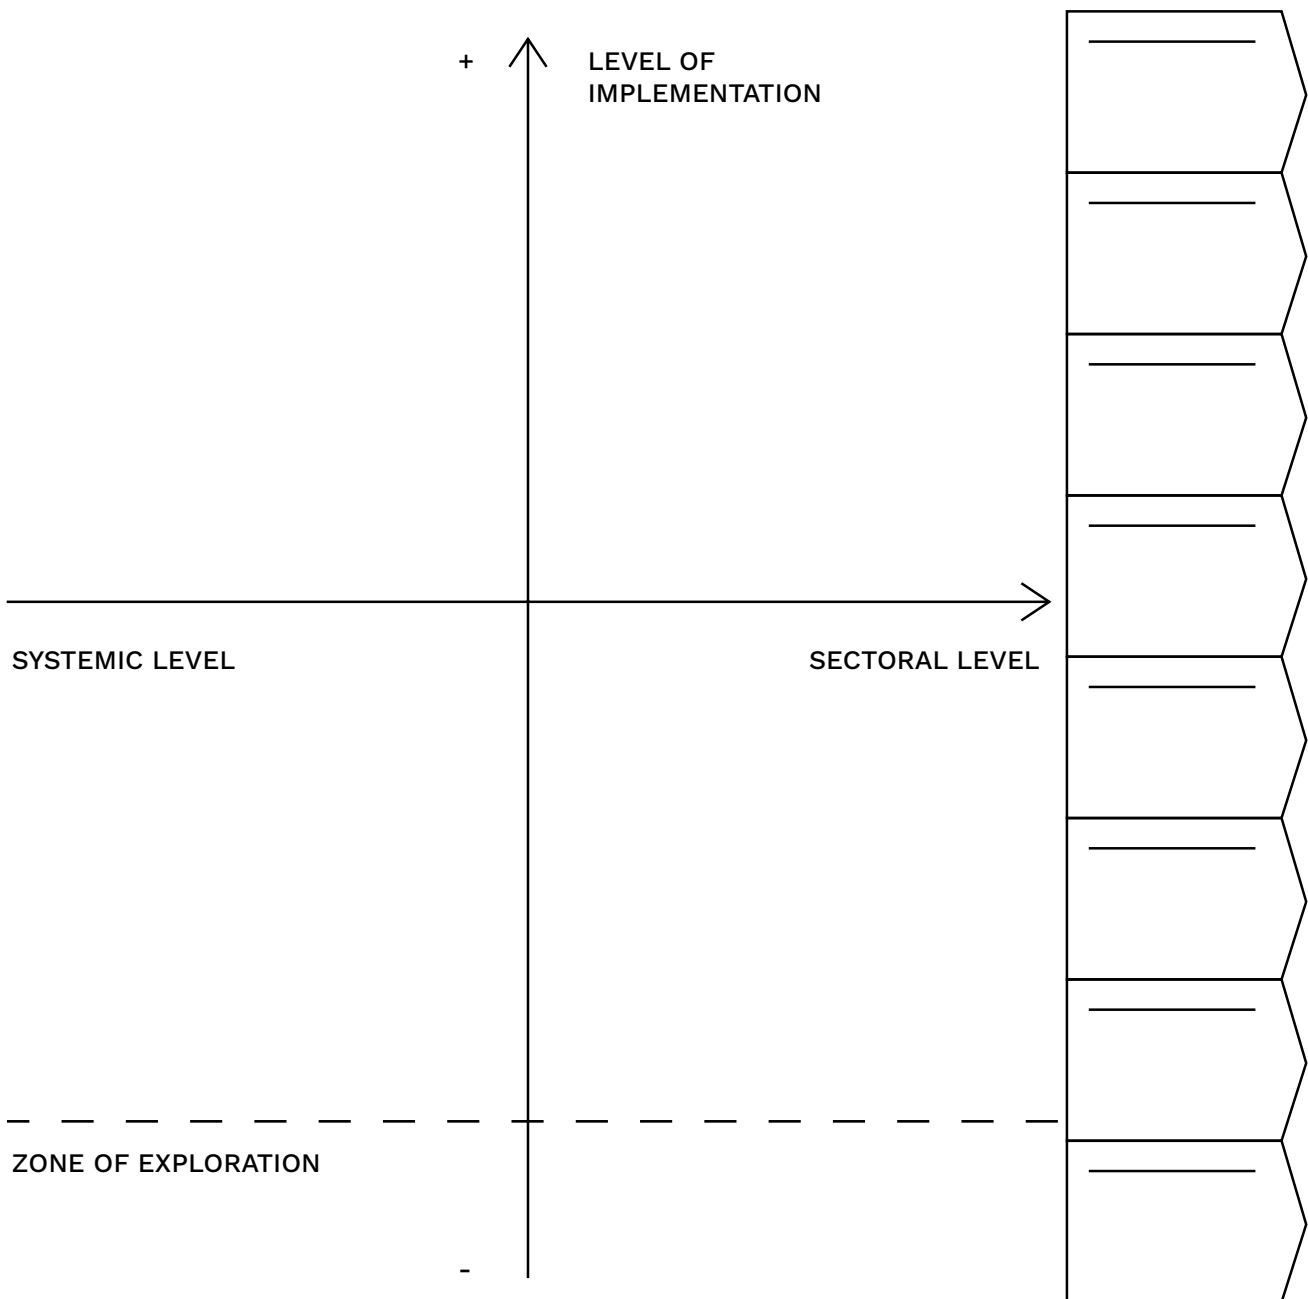 +
LEVEL OF
IMPLEMENTATION
SYSTEMIC LEVEL
SECTORAL LEVEL
ZONE OF EXPLORATION
-